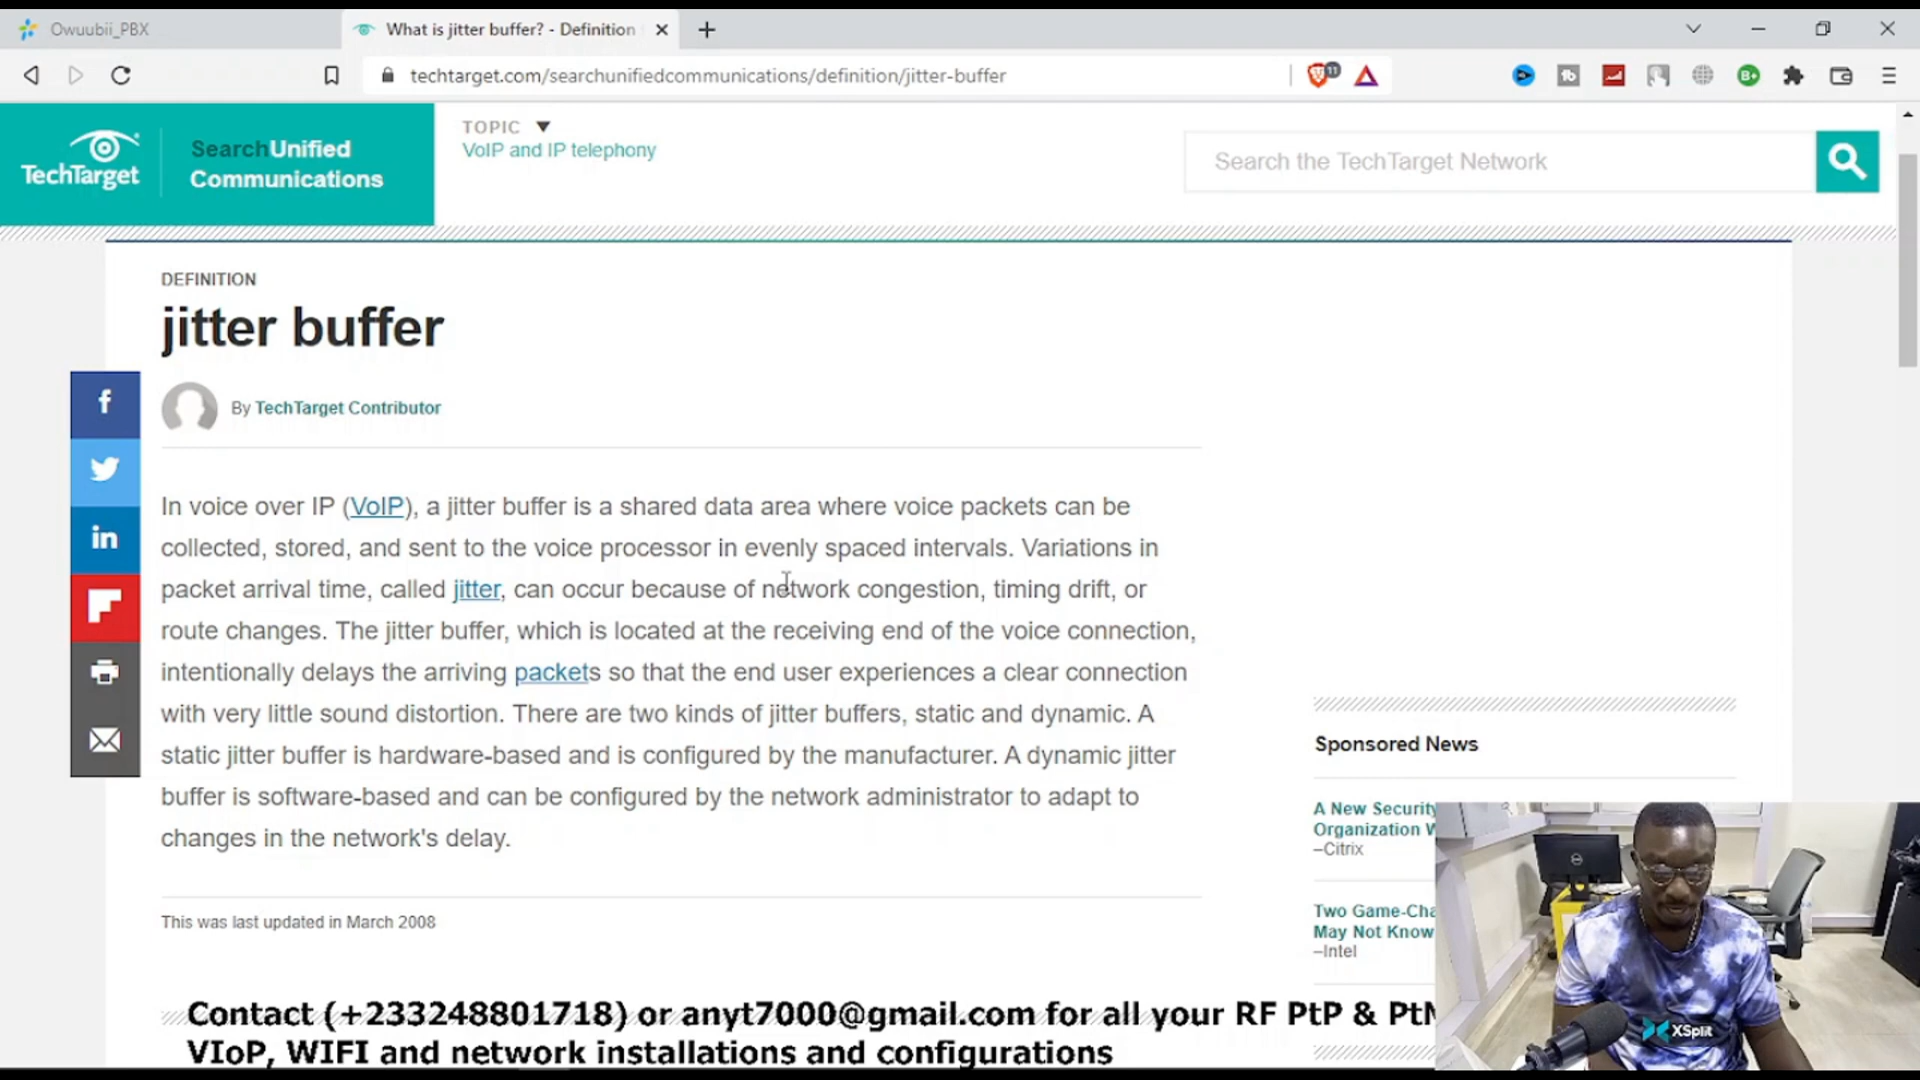 Owuubii_PBX
What is jitter buffer? - Definition
techtarget.com/searchunifiedcommunications/definition/jitter-buffer
11
B+
TechTarget
SearchUnified
Communications
TOPIC
VoIP and IP telephony
Search the TechTarget Network
DEFINITION
jitter buffer
By TechTarget Contributor
In voice over IP (VoIP), a jitter buffer is a shared data area where voice packets can be
collected, stored, and sent to the voice processor in evenly spaced intervals. Variations in
packet arrival time, called jitter, can occur because of network congestion, timing drift, or
route changes. The jitter buffer, which is located at the receiving end of the voice connection,
intentionally delays the arriving packets so that the end user experiences a clear connection
with very little sound distortion. There are two kinds of jitter buffers, static and dynamic. A
static jitter buffer is hardware-based and is configured by the manufacturer. A dynamic jitter
buffer is software-based and can be configured by the network administrator to adapt to
changes in the network's delay.
This was last updated in March 2008
Sponsored News
A New Security
Organization W
–Citrix
Two Game-Cha
May Not Know
–Intel
Contact (+233248801718) or anyt7000@gmail.com for all your RF PtP & PtM
VIoP, WIFI and network installations and configurations
XSplit